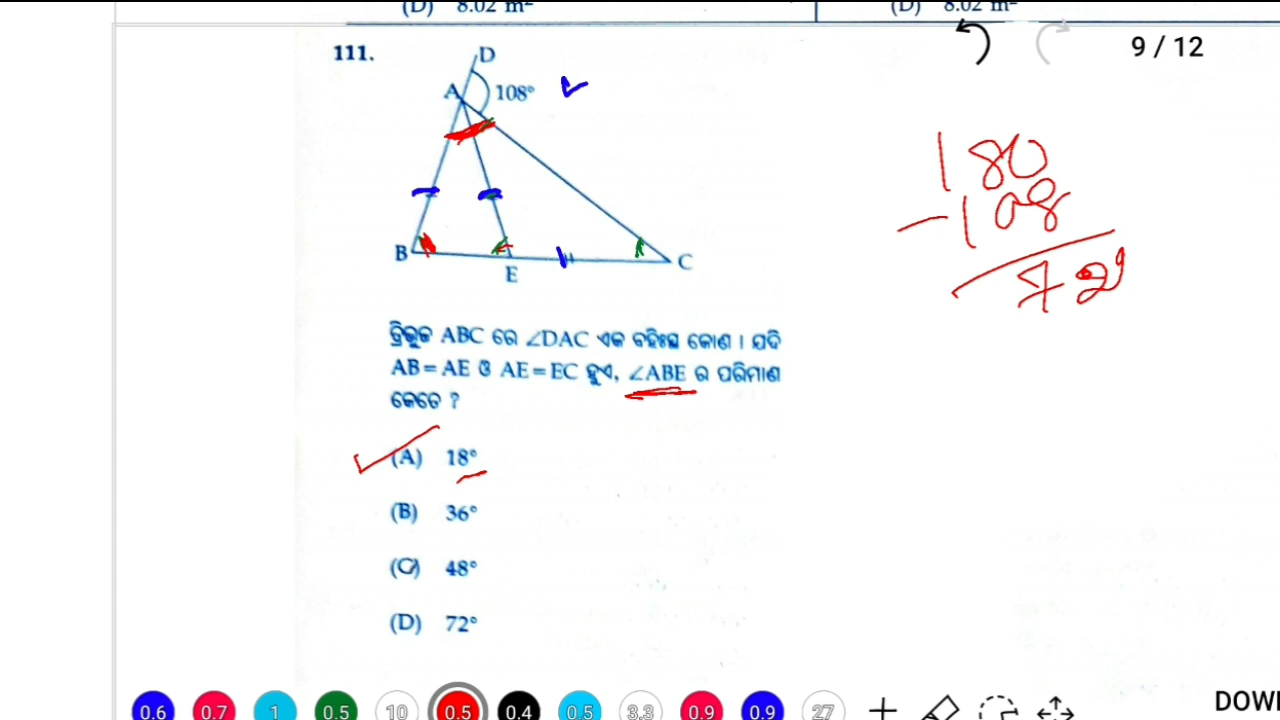 (D) 8.02 m²
(D) 8.02 m²
9 / 12
111.
D
A
108°
B
E
C
180
-108
72°
ତ୍ରିଭୁଜ ABC ରେ ∠DAC ଏକ ବହିଃସ୍ଥ କୋଣ । ଯଦି
AB = AE ଓ AE = EC ହୁଏ, ∠ABE ର ପରିମାଣ
କେତେ ?
(A) 18°
(B) 36°
(C) 48°
(D) 72°
0.6 0.7 1 0.5 10 0.5 0.4 0.5 3.3 0.9 0.9 27